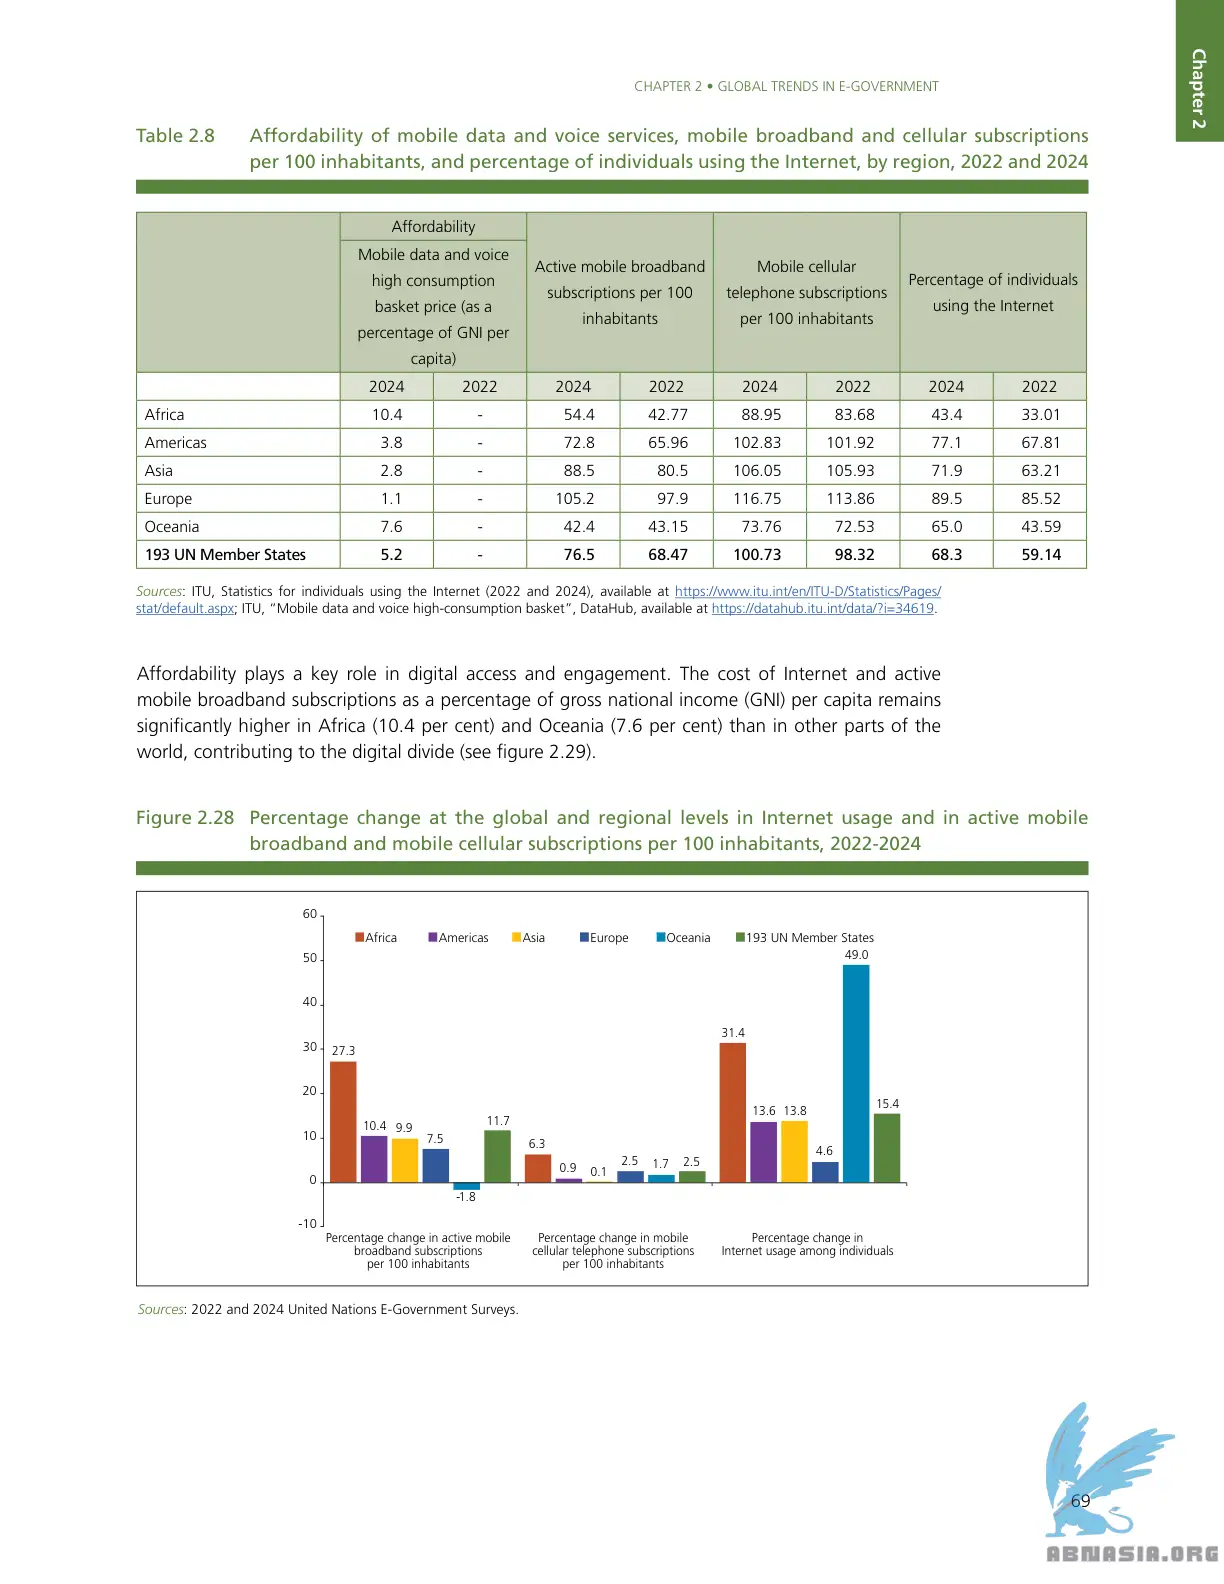 Chapter 2
CHAPTER 2 • GLOBAL TRENDS IN E-GOVERNMENT
Table 2.8 Affordability of mobile data and voice services, mobile broadband and cellular subscriptions
per 100 inhabitants, and percentage of individuals using the Internet, by region, 2022 and 2024
Affordability
Mobile data and voice
high consumption
basket price (as a
percentage of GNI per
capita)
Active mobile broadband
subscriptions per 100
inhabitants
Mobile cellular
telephone subscriptions
per 100 inhabitants
Percentage of individuals
using the Internet
2024 2022 2024 2022 2024 2022 2024 2022
Africa 10.4 - 54.4 42.77 88.95 83.68 43.4 33.01
Americas 3.8 - 72.8 65.96 102.83 101.92 77.1 67.81
Asia 2.8 - 88.5 80.5 106.05 105.93 71.9 63.21
Europe 1.1 - 105.2 97.9 116.75 113.86 89.5 85.52
Oceania 7.6 - 42.4 43.15 73.76 72.53 65.0 43.59
193 UN Member States 5.2 - 76.5 68.47 100.73 98.32 68.3 59.14
Sources: ITU, Statistics for individuals using the Internet (2022 and 2024), available at https://www.itu.int/en/ITU-D/Statistics/Pages/
stat/default.aspx; ITU, “Mobile data and voice high-consumption basket”, DataHub, available at https://datahub.itu.int/data/?i=34619.
Affordability plays a key role in digital access and engagement. The cost of Internet and active
mobile broadband subscriptions as a percentage of gross national income (GNI) per capita remains
significantly higher in Africa (10.4 per cent) and Oceania (7.6 per cent) than in other parts of the
world, contributing to the digital divide (see figure 2.29).
Figure 2.28 Percentage change at the global and regional levels in Internet usage and in active mobile
broadband and mobile cellular subscriptions per 100 inhabitants, 2022-2024
60
50
40
30
20
10
0
-10
Africa Americas Asia Europe Oceania 193 UN Member States
27.3 10.4 9.9 7.5 -1.8 11.7
6.3 0.9 0.1 2.5 1.7 2.5
31.4 13.6 13.8 4.6 49.0 15.4
Percentage change in active mobile
broadband subscriptions
per 100 inhabitants
Percentage change in mobile
cellular telephone subscriptions
per 100 inhabitants
Percentage change in
Internet usage among individuals
Sources: 2022 and 2024 United Nations E-Government Surveys.
69
ABNASIA.ORG